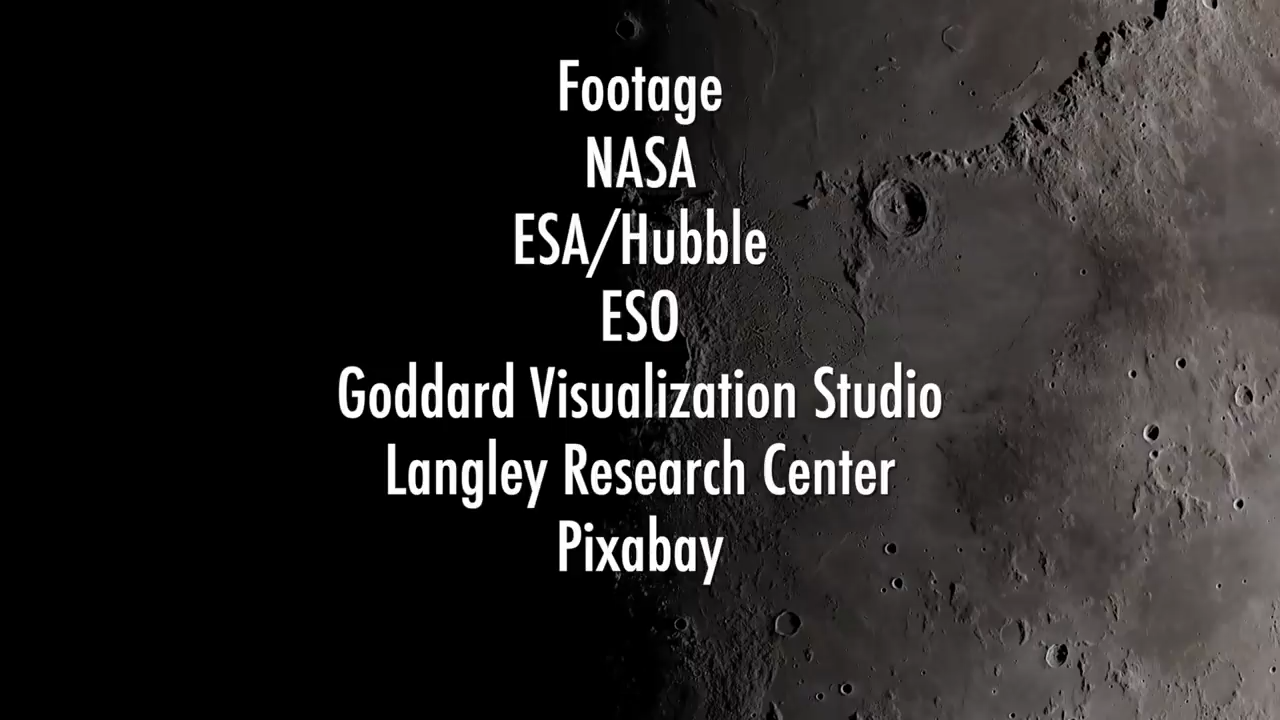 Footage
NASA
ESA/Hubble
ESO
Goddard Visualization Studio
Langley Research Center
Pixabay